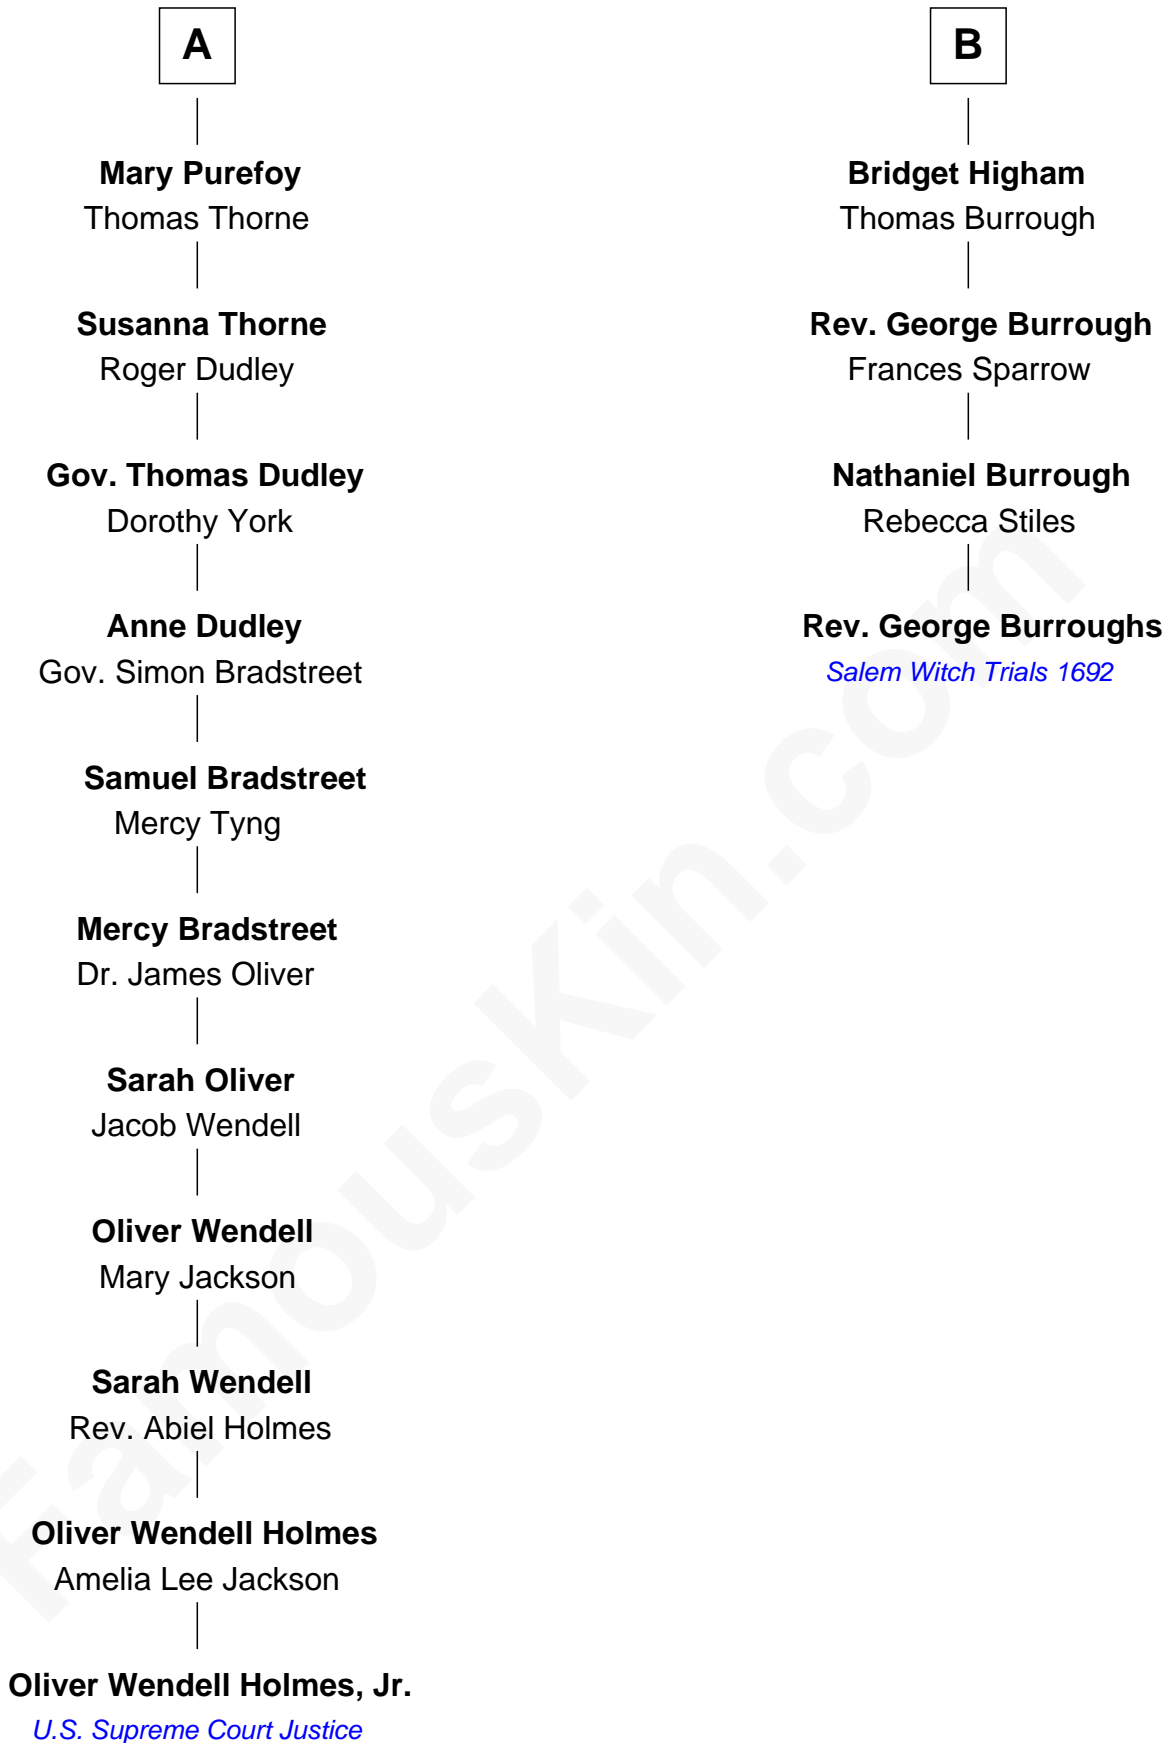 A
Mary Purefoy
Thomas Thorne
Susanna Thorne
Roger Dudley
Gov. Thomas Dudley
Dorothy York
Anne Dudley
Gov. Simon Bradstreet
Samuel Bradstreet
Mercy Tyng
Mercy Bradstreet
Dr. James Oliver
Sarah Oliver
Jacob Wendell
Oliver Wendell
Mary Jackson
Sarah Wendell
Rev. Abiel Holmes
Oliver Wendell Holmes
Amelia Lee Jackson
Oliver Wendell Holmes, Jr.
U.S. Supreme Court Justice
B
Bridget Higham
Thomas Burrough
Rev. George Burrough
Frances Sparrow
Nathaniel Burrough
Rebecca Stiles
Rev. George Burroughs
Salem Witch Trials 1692
FamousKin.com